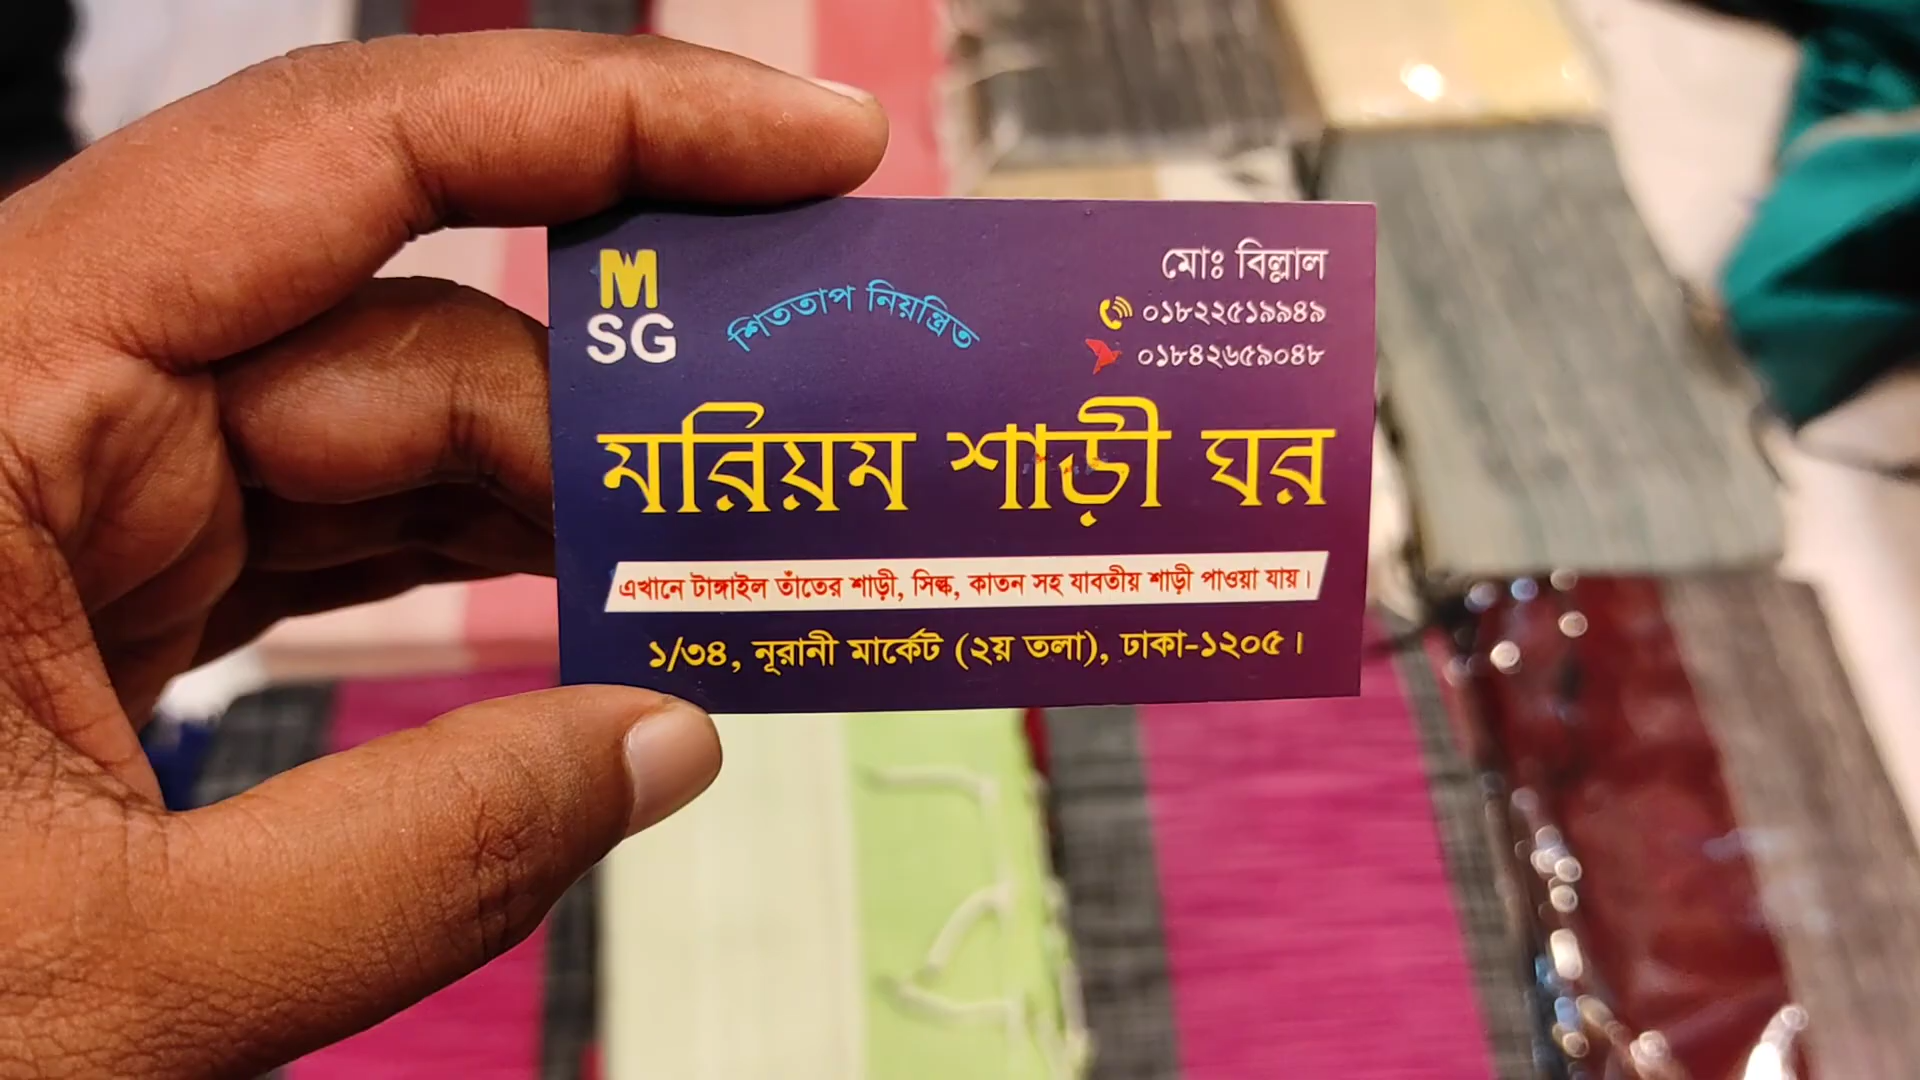 M
SG
শিততাপ নিয়ন্ত্রিত
মোঃ বিল্লাল
০১৮২২৫১৯৯৪৯
০১৮৪২৬৫৯০৪৮
মরিয়ম শাড়ী ঘর
এখানে টাঙ্গাইল তাঁতের শাড়ী, সিল্ক, কাতন সহ যাবতীয় শাড়ী পাওয়া যায়।
১/৩৪, নূরানী মার্কেট (২য় তলা), ঢাকা-১২০৫।